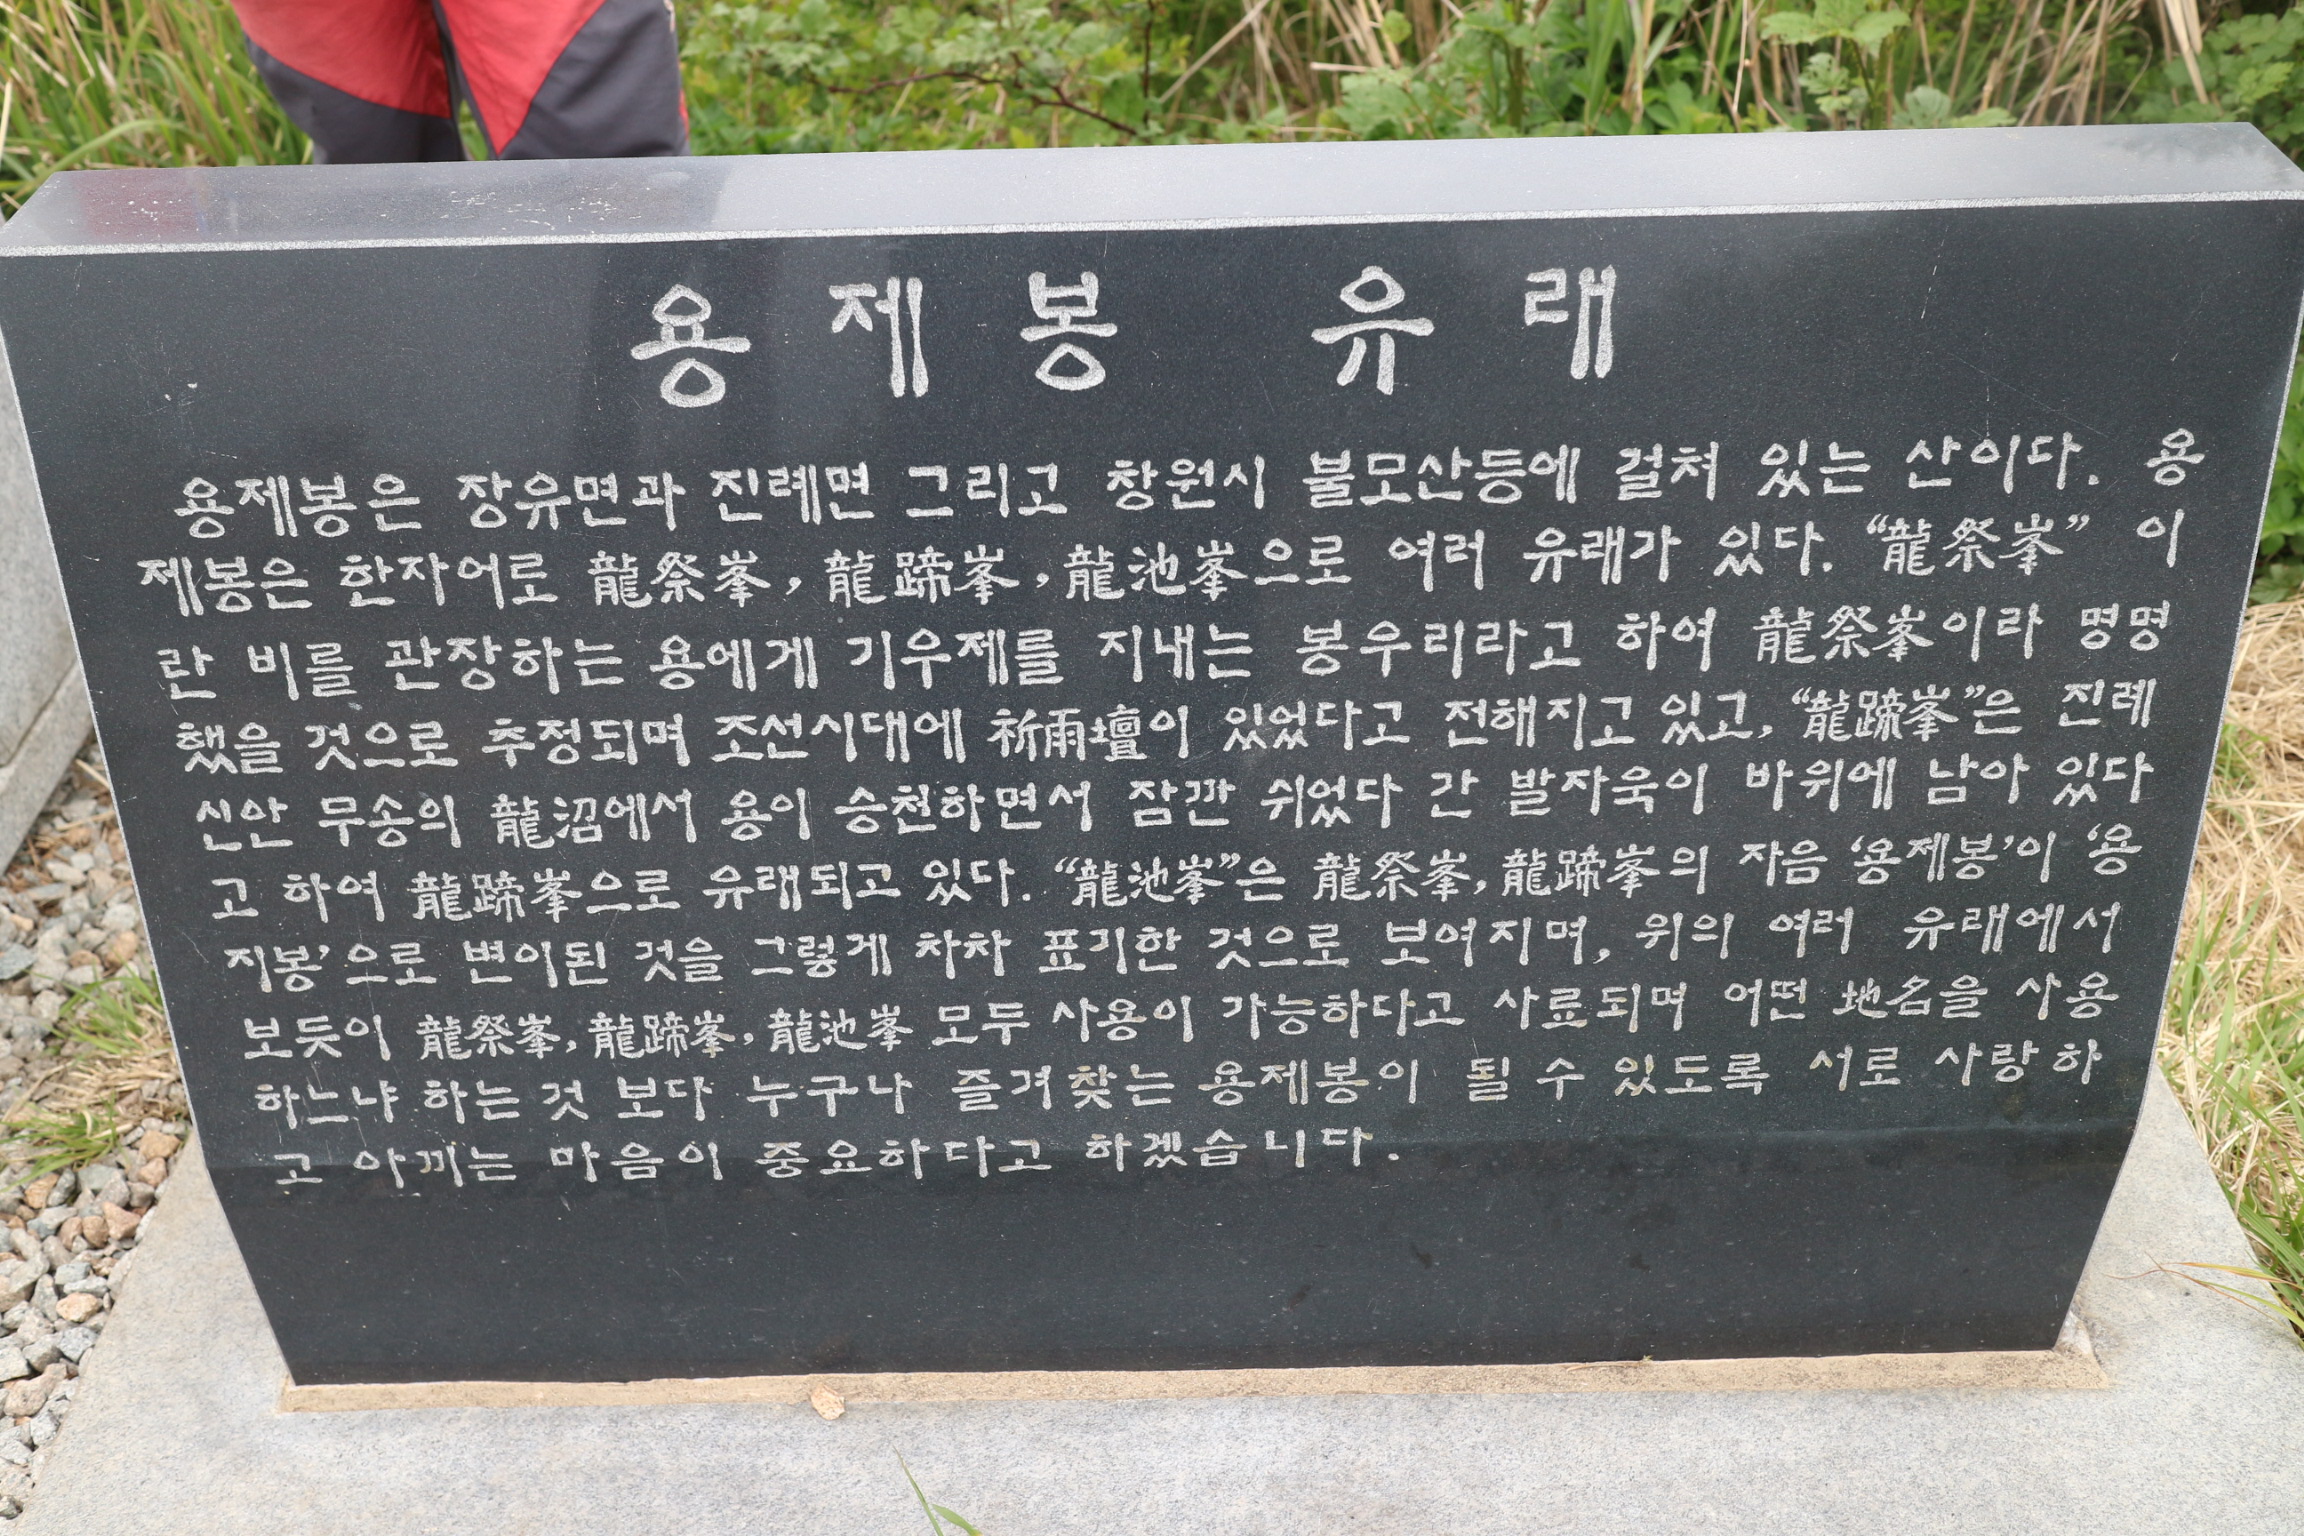 용제봉 유래
용제봉은 장유면과 진례면 그리고 창원시 불모산등에 걸쳐 있는 산이다. 용
제봉은 한자어로 龍祭峯, 龍蹄峯, 龍池峯으로 여러 유래가 있다. “龍祭峯” 이
란 비를 관장하는 용에게 기우제를 지내는 봉우리라고 하여 龍祭峯이라 명명
했을 것으로 추정되며 조선시대에 祈雨壇이 있었다고 전해지고 있고, “龍蹄峯”은 진례
신안 무송의 龍沼에서 용이 승천하면서 잠깐 쉬었다 간 발자욱이 바위에 남아 있다
고 하여 龍蹄峯으로 유래되고 있다. “龍池峯”은 龍祭峯, 龍蹄峯의 자음 ‘용제봉’이 ‘용
지봉’으로 변이된 것을 그렇게 차차 표기한 것으로 보여지며, 위의 여러 유래에서
보듯이 龍祭峯, 龍蹄峯, 龍池峯 모두 사용이 가능하다고 사료되며 어떤 地名을 사용
하느냐 하는 것 보다 누구나 즐겨찾는 용제봉이 될 수 있도록 서로 사랑하
고 아끼는 마음이 중요하다고 하겠습니다.